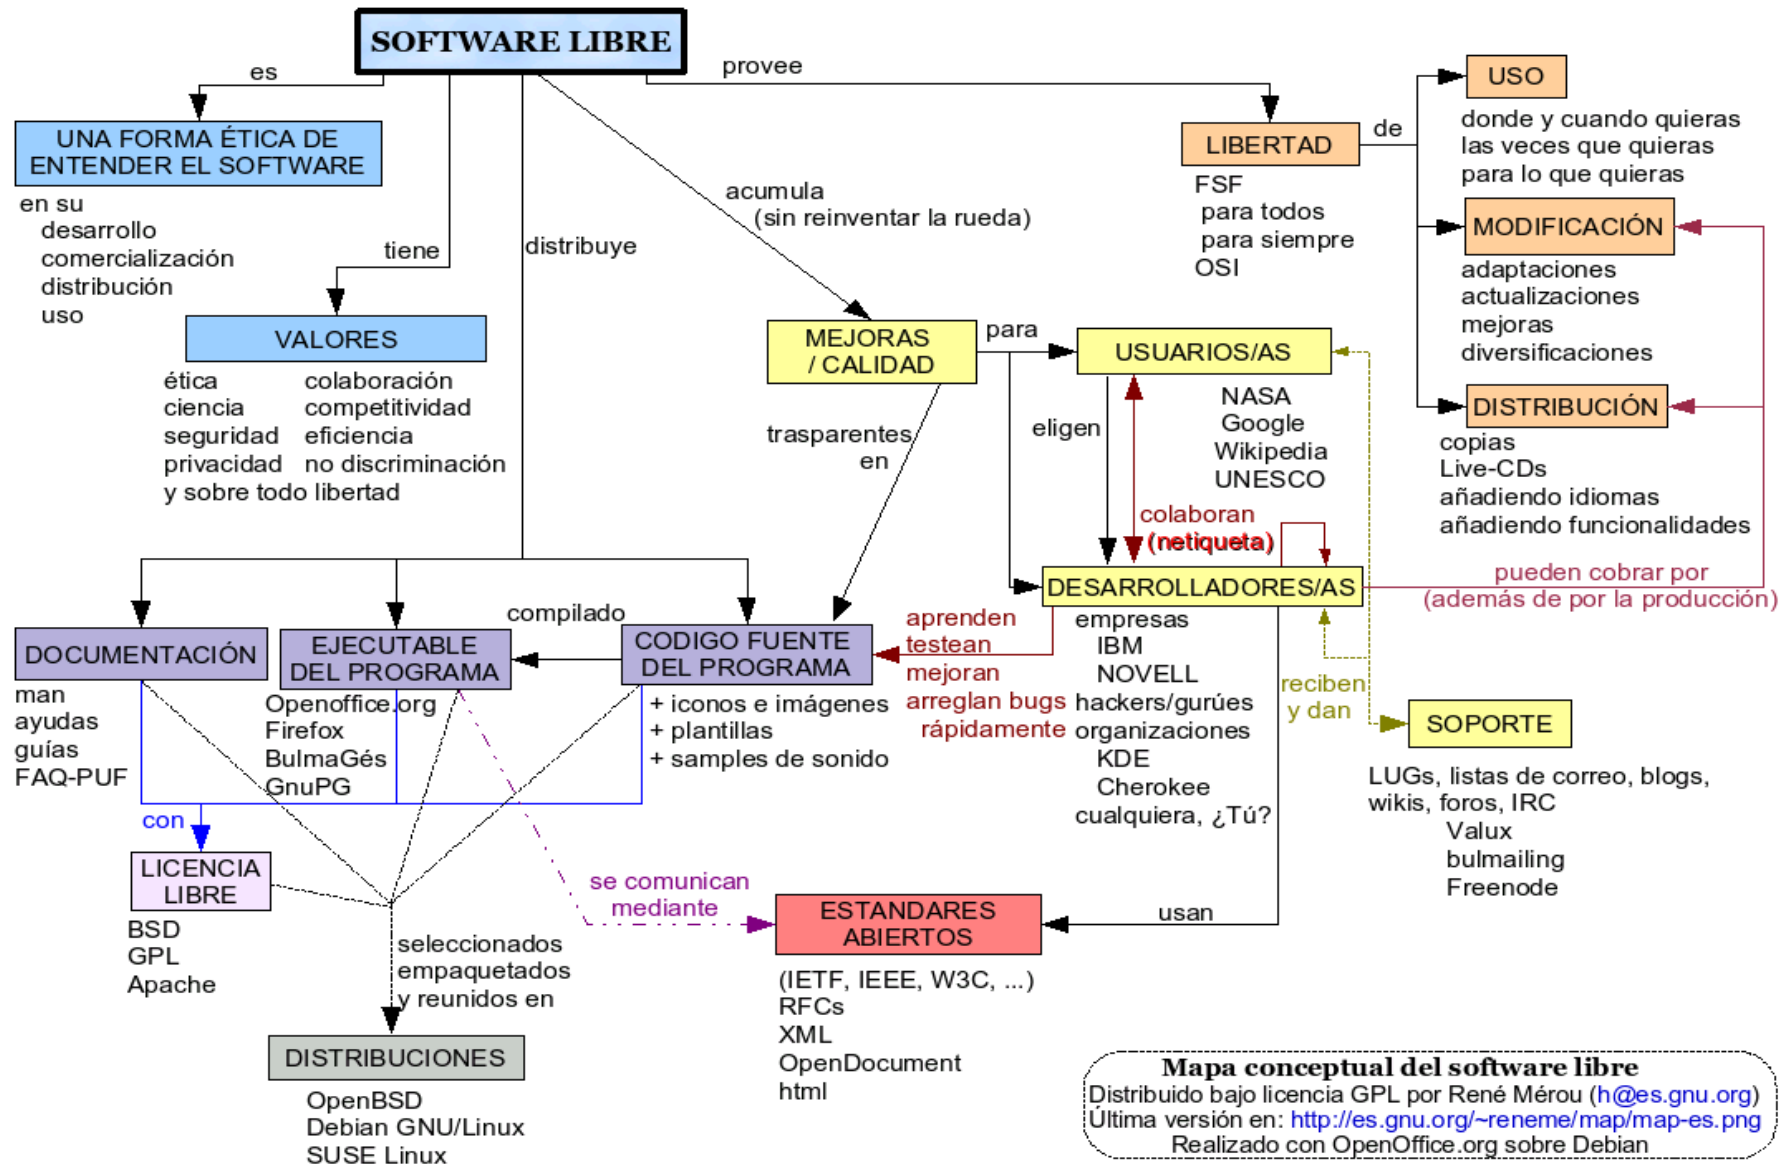 SOFTWARE LIBRE
es
provee
UNA FORMA ÉTICA DE
ENTENDER EL SOFTWARE
en su
desarrollo
comercialización
distribución
uso
tiene
VALORES
ética colaboración
ciencia competitividad
seguridad eficiencia
privacidad no discriminación
y sobre todo libertad
distribuye
acumula
(sin reinventar la rueda)
LIBERTAD
FSF
para todos
para siempre
OSI
de
USO
donde y cuando quieras
las veces que quieras
para lo que quieras
MODIFICACIÓN
adaptaciones
actualizaciones
mejoras
diversificaciones
DISTRIBUCIÓN
copias
Live-CDs
añadiendo idiomas
añadiendo funcionalidades
MEJORAS
/ CALIDAD
para
trasparentes
en
USUARIOS/AS
NASA
Google
Wikipedia
UNESCO
eligen
colaboran
(netiqueta)
DESARROLLADORES/AS
empresas
IBM
NOVELL
hackers/gurúes
organizaciones
KDE
Cherokee
cualquiera, ¿Tú?
pueden cobrar por
(además de por la producción)
aprenden
testean
mejoran
arreglan bugs
rápidamente
reciben
y dan
SOPORTE
LUGs, listas de correo, blogs,
wikis, foros, IRC
Valux
bulmailing
Freenode
DOCUMENTACIÓN
man
ayudas
guías
FAQ-PUF
EJECUTABLE
DEL PROGRAMA
Openoffice.org
Firefox
BulmaGés
GnuPG
compilado
CODIGO FUENTE
DEL PROGRAMA
+ iconos e imágenes
+ plantillas
+ samples de sonido
con
LICENCIA
LIBRE
BSD
GPL
Apache
seleccionados
empaquetados
y reunidos en
DISTRIBUCIONES
OpenBSD
Debian GNU/Linux
SUSE Linux
se comunican
mediante
usan
ESTANDARES
ABIERTOS
(IETF, IEEE, W3C, ...)
RFCs
XML
OpenDocument
html
Mapa conceptual del software libre
Distribuido bajo licencia GPL por René Mérou (h@es.gnu.org)
Última versión en: http://es.gnu.org/~reneme/map/map-es.png
Realizado con OpenOffice.org sobre Debian